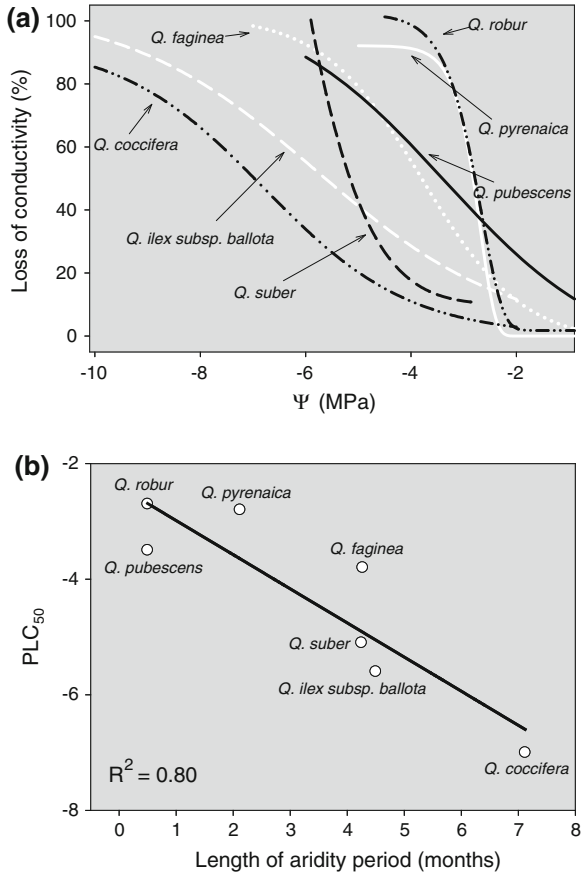 (a)
Loss of conductivity (%)
100
80
60
40
20
0
Q. faginea
Q. robur
Q. pyrenaica
Q. coccifera
Q. pubescens
Q. ilex subsp. ballota
Q. suber
-10
-8
-6
-4
-2
Ψ (MPa)
(b)
PLC50
-2
-4
-6
-8
Q. robur
Q. pyrenaica
Q. pubescens
Q. faginea
Q. suber
Q. ilex subsp. ballota
Q. coccifera
R2 = 0.80
0 1 2 3 4 5 6 7 8
Length of aridity period (months)